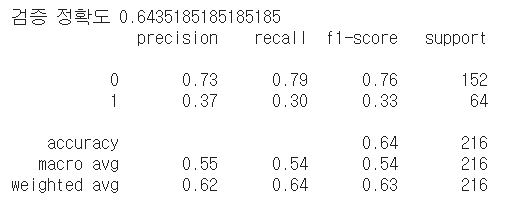 검증 정확도 0.6435185185185185
precision recall f1-score support
0 0.73 0.79 0.76 152
1 0.37 0.30 0.33 64
accuracy 0.64 216
macro avg 0.55 0.54 0.54 216
weighted avg 0.62 0.64 0.63 216